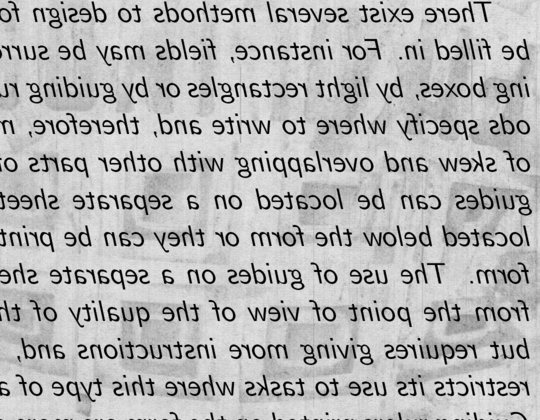 There exist several methods to design fo
be filled in. For instance, fields may be surro
ing boxes, by light rectangles or by guiding ru
ods specify where to write and, therefore, m
of skew and overlapping with other parts o
guides can be located on a separate sheet
located below the form or they can be print
form. The use of guides on a separate she
from the point of view of the quality of th
but requires giving more instructions and,
restricts its use to tasks where this type of a